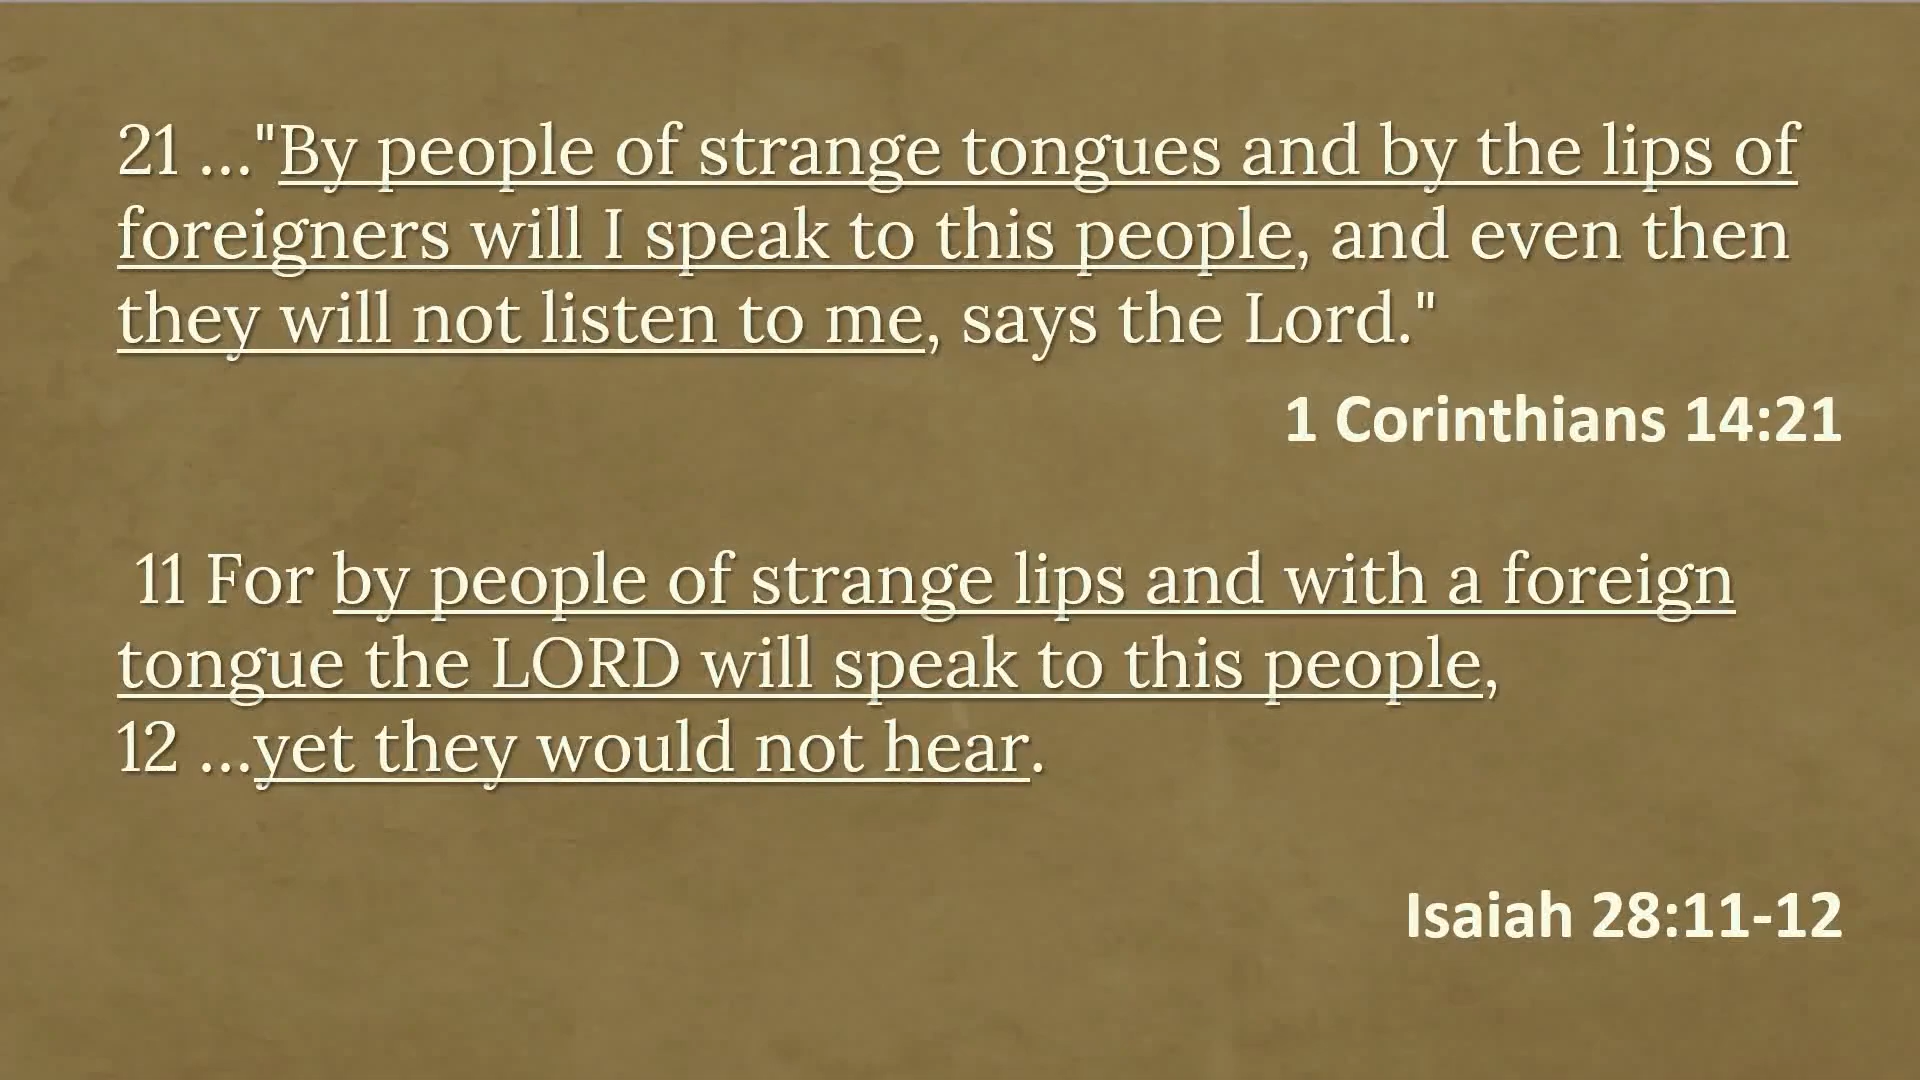 21 ..."By people of strange tongues and by the lips of
foreigners will I speak to this people, and even then
they will not listen to me, says the Lord."
1 Corinthians 14:21
11 For by people of strange lips and with a foreign
tongue the LORD will speak to this people,
12 ...yet they would not hear.
Isaiah 28:11-12